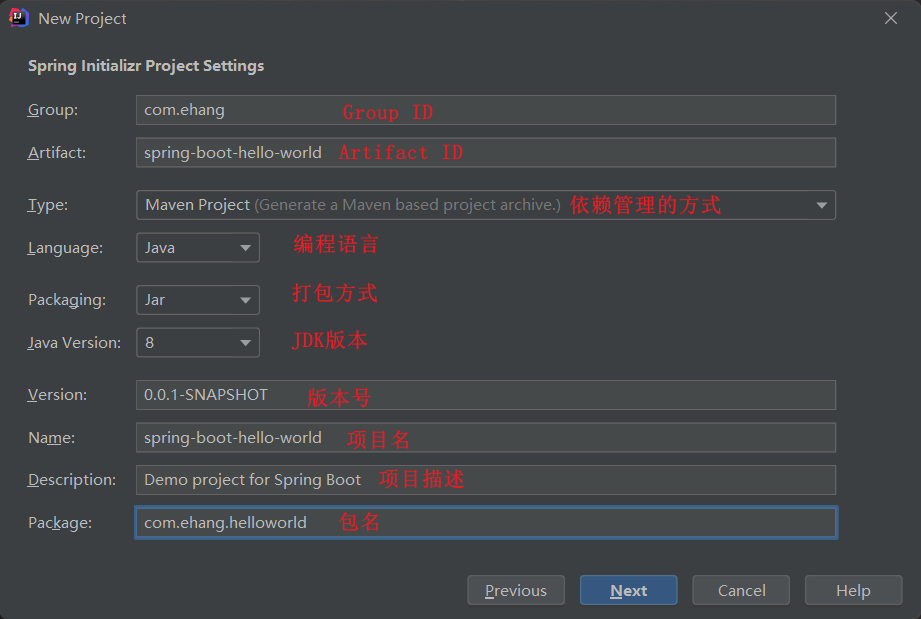 New Project
Spring Initializr Project Settings
Group: com.ehang Group ID
Artifact: spring-boot-hello-world Artifact ID
Type: Maven Project (Generate a Maven based project archive.) 依赖管理的方式
Language: Java 编程语言
Packaging: Jar 打包方式
Java Version: 8 JDK版本
Version: 0.0.1-SNAPSHOT 版本号
Name: spring-boot-hello-world 项目名
Description: Demo project for Spring Boot 项目描述
Package: com.ehang.helloworld 包名
Previous Next Cancel Help